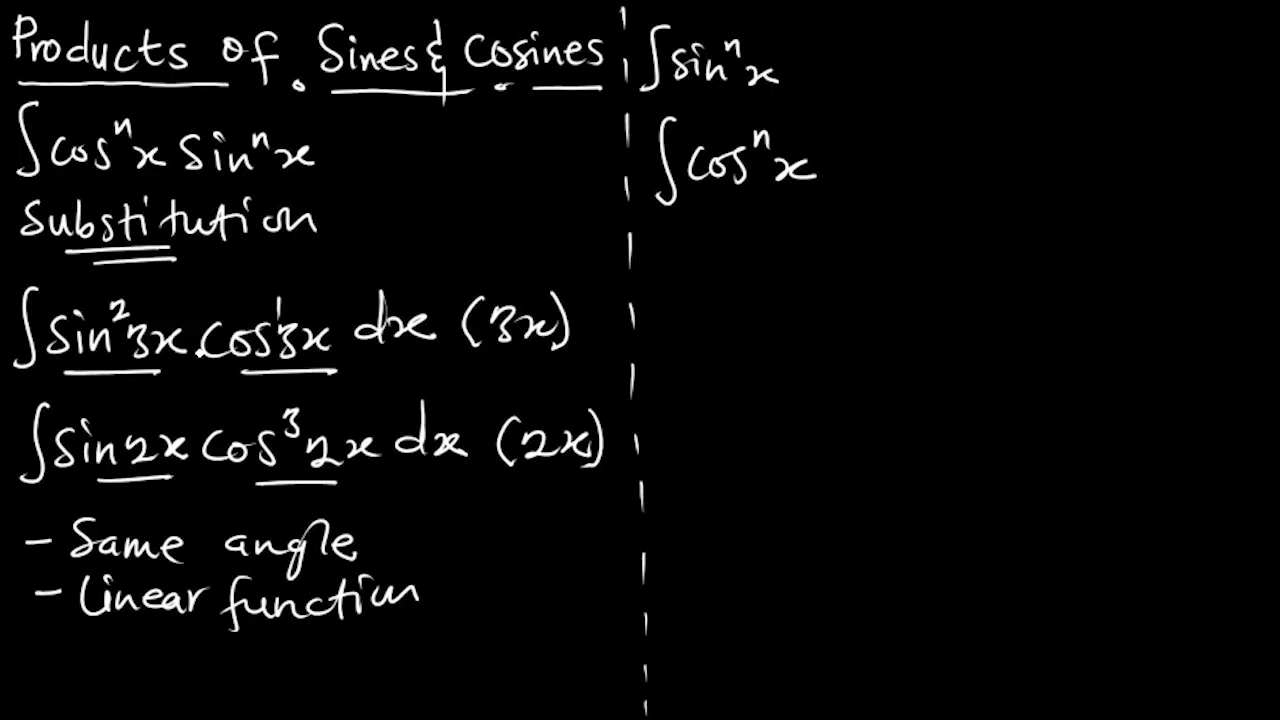 Products of Sines & Cosines
∫cosⁿx sinⁿx
Substitution
∫sin²3x.cos¹3x dx (3x)
∫sin2x cos³2x dx (2x)
- Same angle
- Linear function
∫sinⁿx
∫cosⁿx